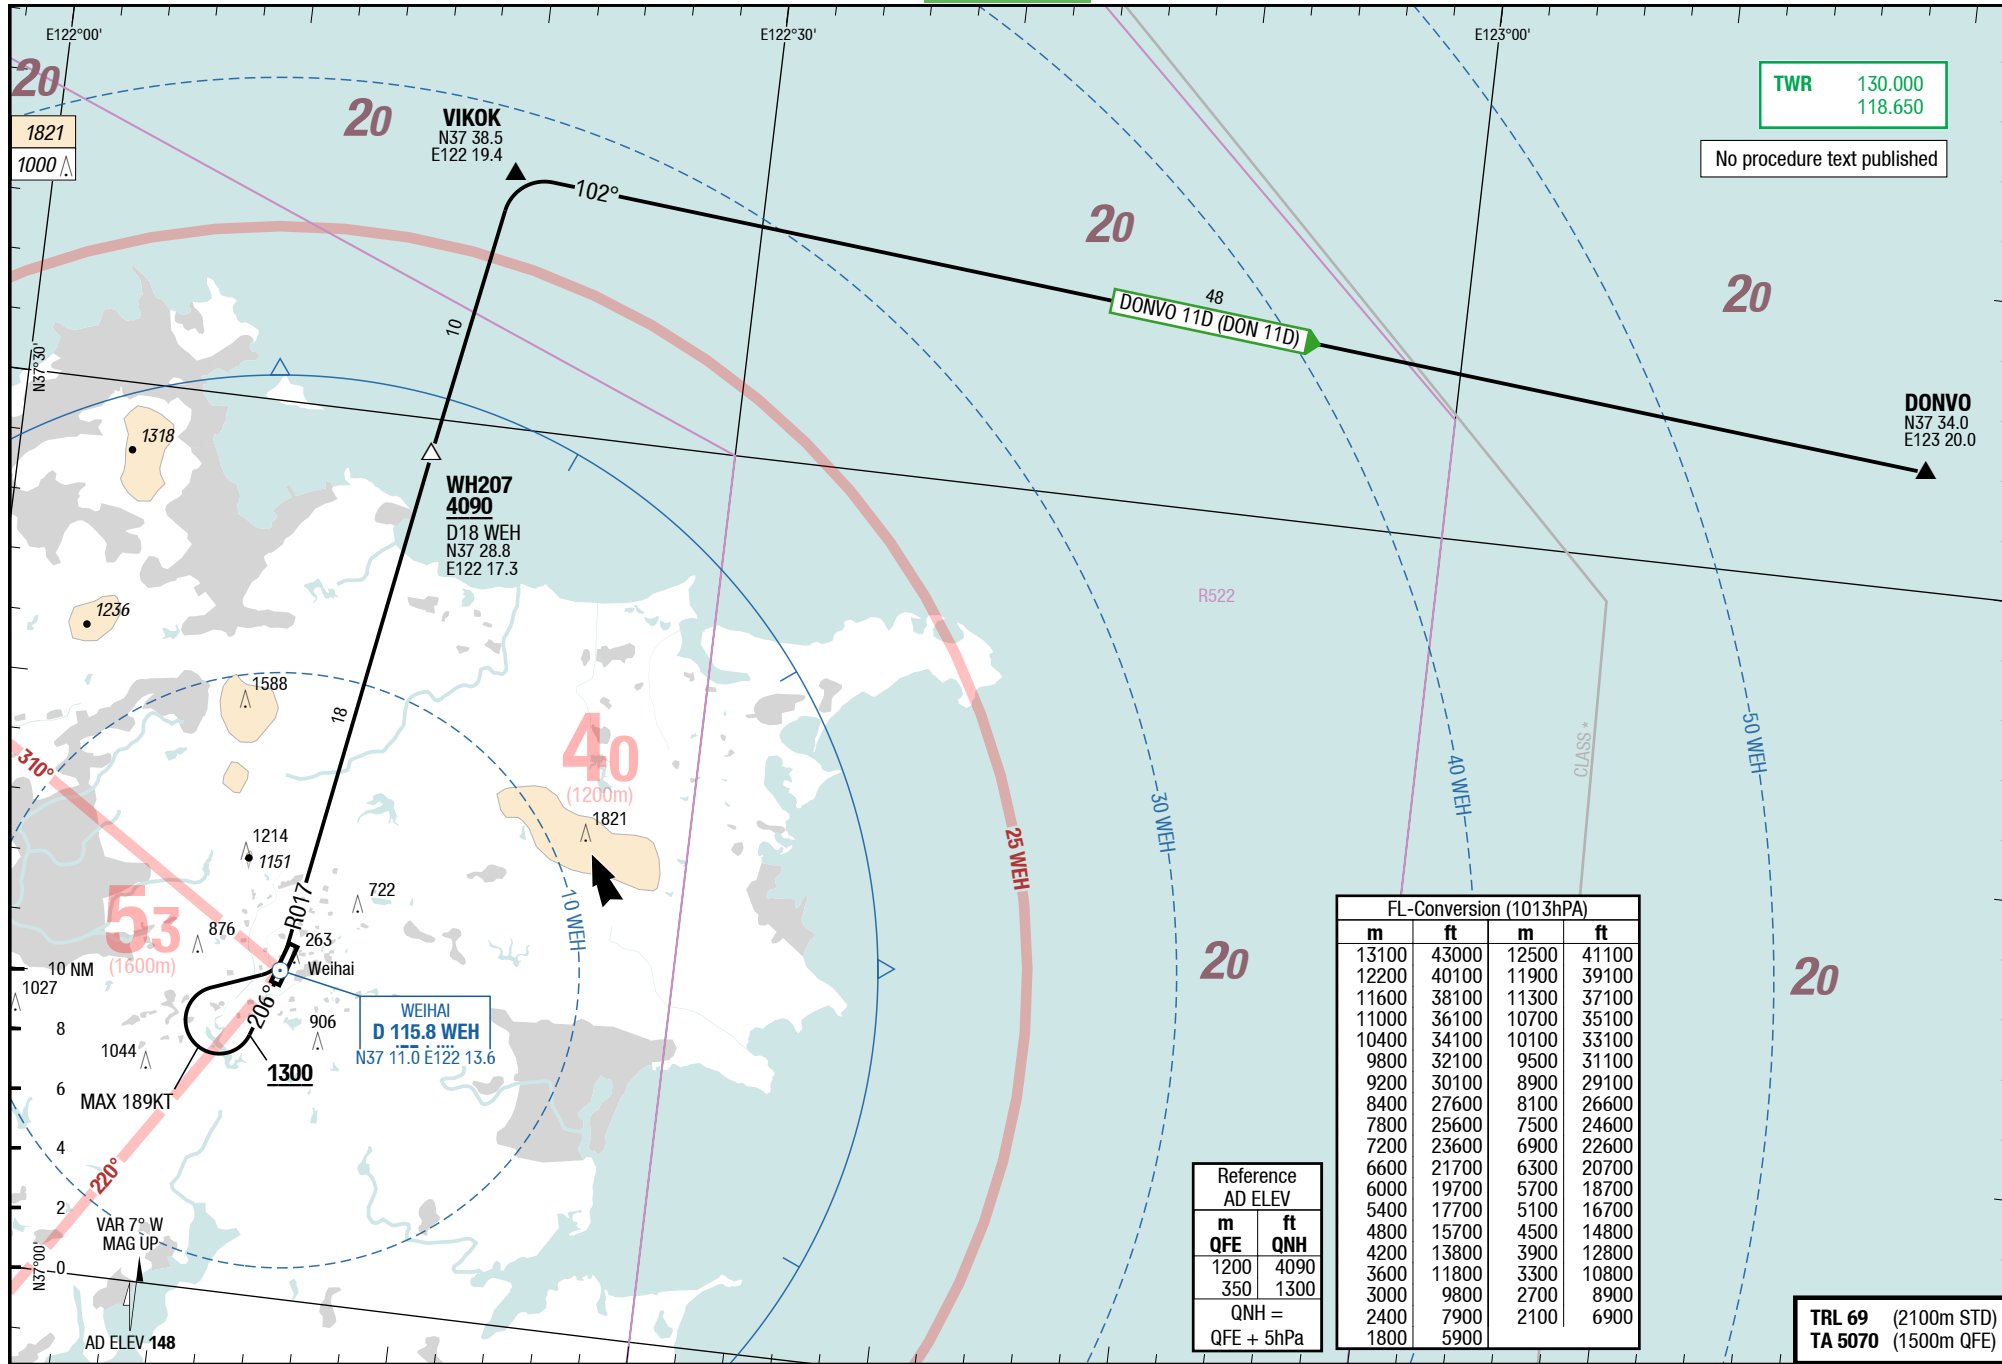 E122°00'
E122°30'
E123°00'
20
20
20
20
20
20
1821
1000
VIKOK
N37 38.5
E122 19.4
102°
TWR 130.000
118.650
No procedure text published
48
DONVO 11D (DON 11D)
DONVO
N37 34.0
E123 20.0
10
N37°30'
1318
WH207
4090
D18 WEH
N37 28.8
E122 17.3
1236
R522
1588
18
40
(1200m)
1821
310°
1214
1151
53
(1600m)
R017
722
876
263
Weihai
10 NM
8
6
4
2
0
1027
1044
206°
906
1300
MAX 189KT
WEIHAI
D 115.8 WEH
N37 11.0 E122 13.6
10 WEH
25 WEH
30 WEH
40 WEH
50 WEH
CLASS *
220°
VAR 7° W
MAG UP
N37°00'
AD ELEV 148
Reference
AD ELEV
m ft
QFE QNH
1200 4090
350 1300
QNH =
QFE + 5hPa
FL-Conversion (1013hPA)
m ft m ft
13100 43000 12500 41100
12200 40100 11900 39100
11600 38100 11300 37100
11000 36100 10700 35100
10400 34100 10100 33100
9800 32100 9500 31100
9200 30100 8900 29100
8400 27600 8100 26600
7800 25600 7500 24600
7200 23600 6900 22600
6600 21700 6300 20700
6000 19700 5700 18700
5400 17700 5100 16700
4800 15700 4500 14800
4200 13800 3900 12800
3600 11800 3300 10800
3000 9800 2700 8900
2400 7900 2100 6900
1800 5900
TRL 69 (2100m STD)
TA 5070 (1500m QFE)